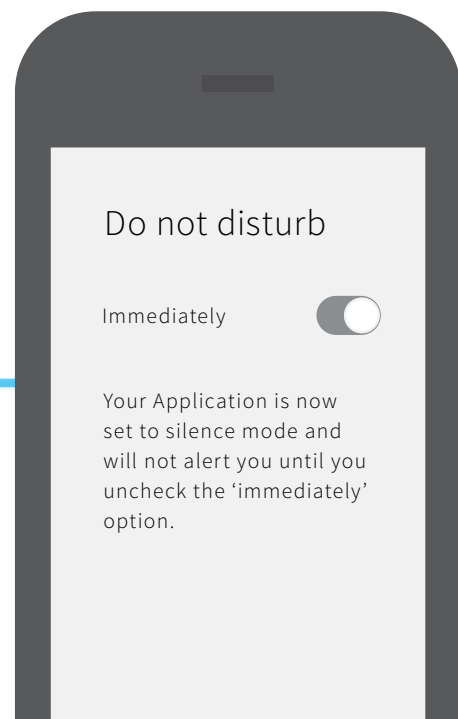 Do not disturb
Immediately
Your Application is now
set to silence mode and
will not alert you until you
uncheck the ‘immediately’
option.